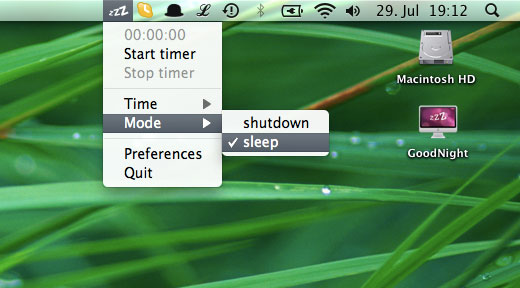 zzZ 29. Jul 19:12
00:00:00
Start timer
Stop timer
Time
Mode
shutdown
sleep
Preferences
Quit
Macintosh HD
zzZ
GoodNight